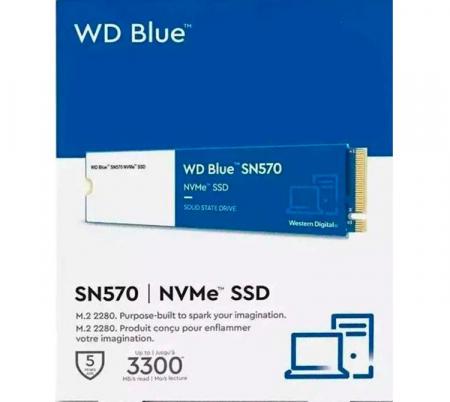 WD Blue™
WD Blue™ SN570 NVMe™ SSD
WD Blue™ SN570
NVMe™ SSD
SOLID STATE DRIVE
Western Digital®
SN570 | NVMe™ SSD
M.2 2280. Purpose-built to spark your imagination.
M.2 2280. Produit conçu pour enflammer
votre imagination.
5
Up to | Jusqu'à
3300
MB/s read | Mo/s lecture